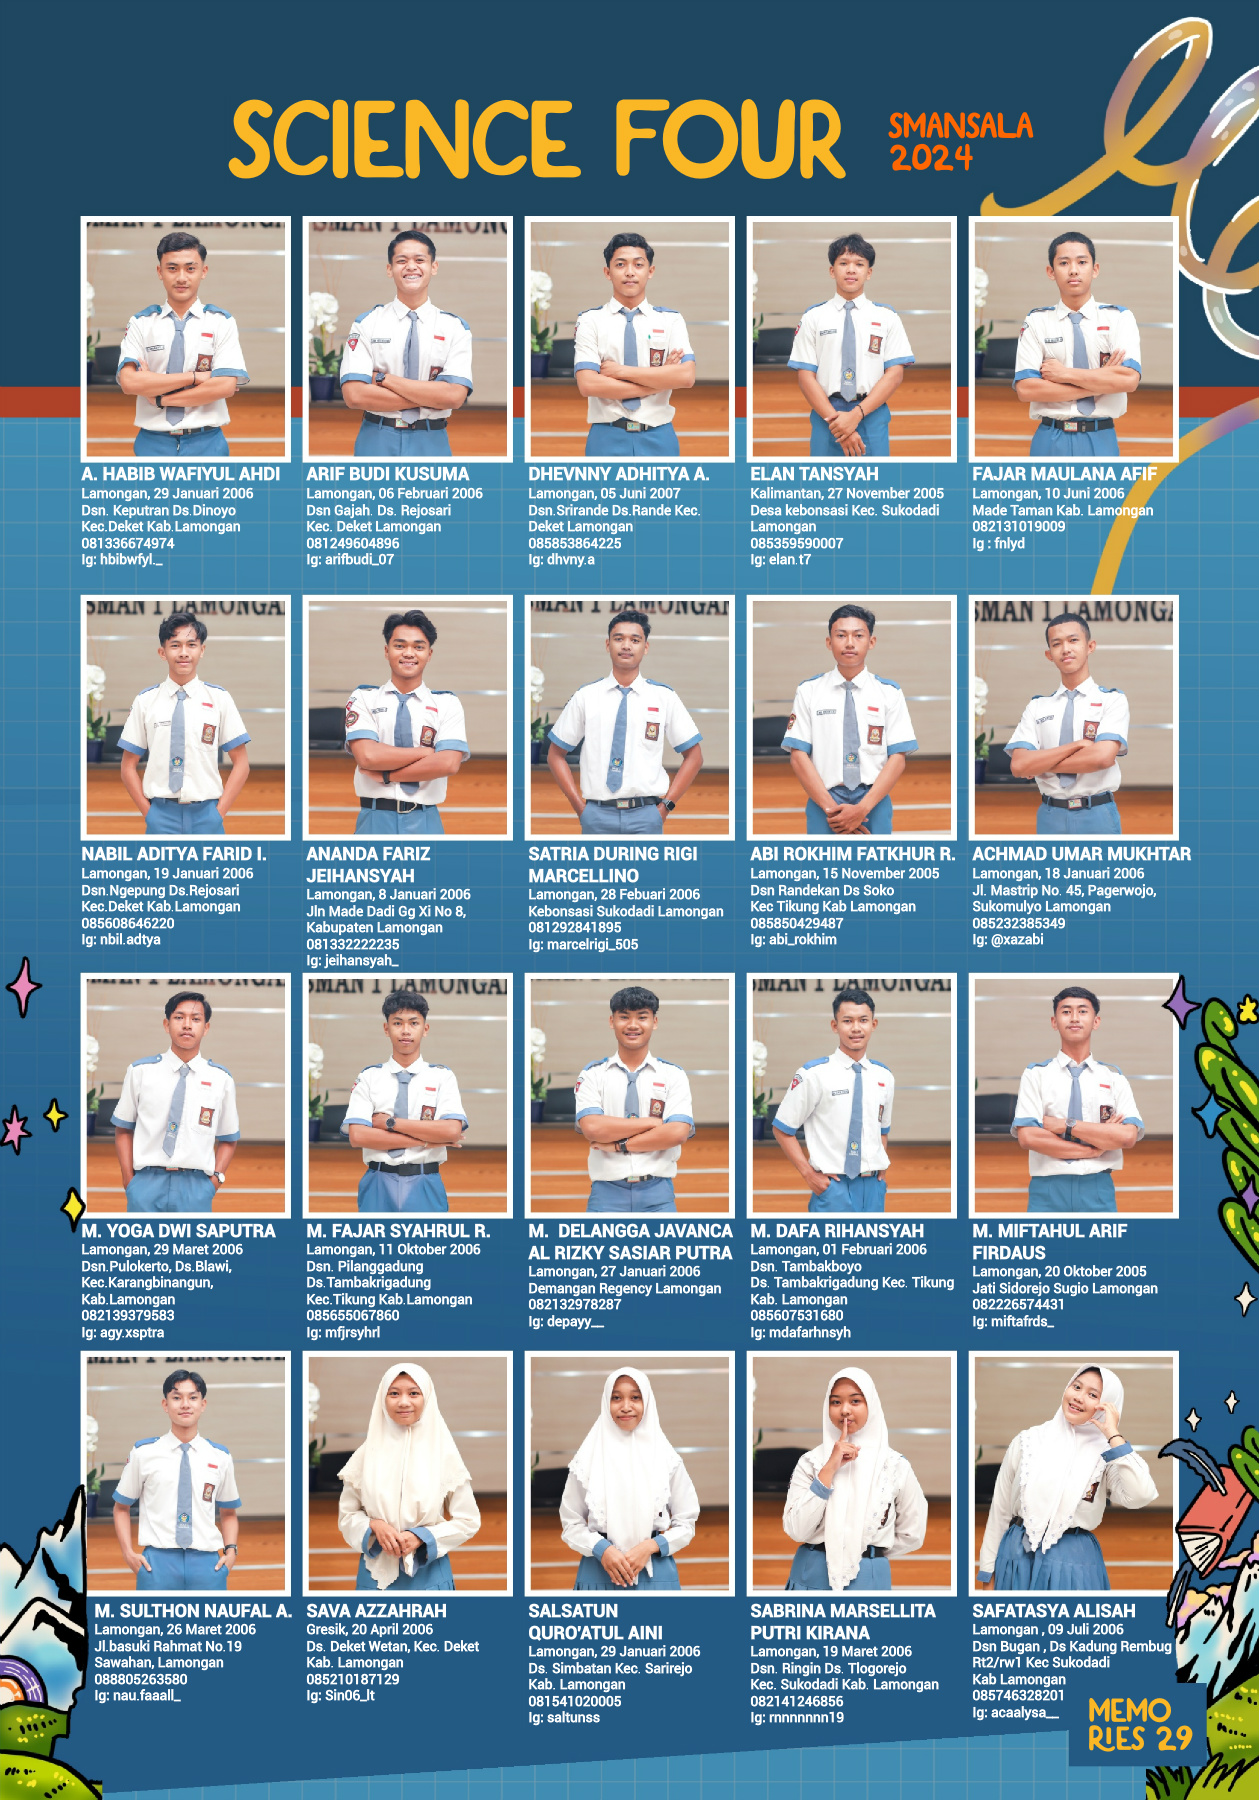 SCIENCE FOUR
SMANSALA
2024
A. HABIB WAFIYUL AHDI
Lamongan, 29 Januari 2006
Dsn. Keputran Ds.Dinoyo
Kec.Deket Kab.Lamongan
081336674974
Ig: hbibwfyl._
ARIF BUDI KUSUMA
Lamongan, 06 Februari 2006
Dsn Gajah. Ds. Rejosari
Kec. Deket Lamongan
081249604896
Ig: arifbudi_07
DHEVNNY ADHITYA A.
Lamongan, 05 Juni 2007
Dsn.Srirande Ds.Rande Kec.
Deket Lamongan
085853864225
Ig: dhvny.a
ELAN TANSYAH
Kalimantan, 27 November 2005
Desa kebonsasi Kec. Sukodadi
Lamongan
085359590007
Ig: elan.t7
FAJAR MAULANA AFIF
Lamongan, 10 Juni 2006
Made Taman Kab. Lamongan
082131019009
Ig : fnlyd
SMAN 1 LAMONGAN
NABIL ADITYA FARID I.
Lamongan, 19 Januari 2006
Dsn.Ngepung Ds.Rejosari
Kec.Deket Kab.Lamongan
085608646220
Ig: nbil.adtya
ANANDA FARIZ
JEIHANSYAH
Lamongan, 8 Januari 2006
Jln Made Dadi Gg Xi No 8,
Kabupaten Lamongan
081332222235
Ig: jeihansyah_
SATRIA DURING RIGI
MARCELLINO
Lamongan, 28 Febuari 2006
Kebonsasi Sukodadi Lamongan
081292841895
Ig: marcelrigi_505
ABI ROKHIM FATKHUR R.
Lamongan, 15 November 2005
Dsn Randekan Ds Soko
Kec Tikung Kab Lamongan
085850429487
Ig: abi_rokhim
ACHMAD UMAR MUKHTAR
Lamongan, 18 Januari 2006
Jl. Mastrip No. 45, Pagerwojo,
Sukomulyo Lamongan
085232385349
Ig: @xazabi
M. YOGA DWI SAPUTRA
Lamongan, 29 Maret 2006
Dsn.Pulokerto, Ds.Blawi,
Kec.Karangbinangun,
Kab.Lamongan
082139379583
Ig: agy.xsptra
M. FAJAR SYAHRUL R.
Lamongan, 11 Oktober 2006
Dsn. Pilanggadung
Ds.Tambakrigadung
Kec.Tikung Kab.Lamongan
085655067860
Ig: mfjrsyhrl
M. DELANGGA JAVANCA
AL RIZKY SASIAR PUTRA
Lamongan, 27 Januari 2006
Demangan Regency Lamongan
082132978287
Ig: depayy__
M. DAFA RIHANSYAH
Lamongan, 01 Februari 2006
Dsn. Tambakboyo
Ds. Tambakrigadung Kec. Tikung
Kab. Lamongan
085607531680
Ig: mdafarhnsyh
M. MIFTAHUL ARIF
FIRDAUS
Lamongan, 20 Oktober 2005
Jati Sidorejo Sugio Lamongan
082226574431
Ig: miftafrds_
M. SULTHON NAUFAL A.
Lamongan, 26 Maret 2006
Jl.basuki Rahmat No.19
Sawahan, Lamongan
088805263580
Ig: nau.faaall_
SAVA AZZAHRAH
Gresik, 20 April 2006
Ds. Deket Wetan, Kec. Deket
Kab. Lamongan
085210187129
Ig: Sin06_lt
SALSATUN
QURO'ATUL AINI
Lamongan, 29 Januari 2006
Ds. Simbatan Kec. Sarirejo
Kab. Lamongan
081541020005
Ig: saltunss
SABRINA MARSELLITA
PUTRI KIRANA
Lamongan, 19 Maret 2006
Dsn. Ringin Ds. Tlogorejo
Kec. Sukodadi Kab. Lamongan
082141246856
Ig: rnnnnnnn19
SAFATASYA ALISAH
Lamongan , 09 Juli 2006
Dsn Bugan , Ds Kadung Rembug
Rt2/rw1 Kec Sukodadi
Kab Lamongan
085746328201
Ig: acaalysa__
MEMO
RIES 29